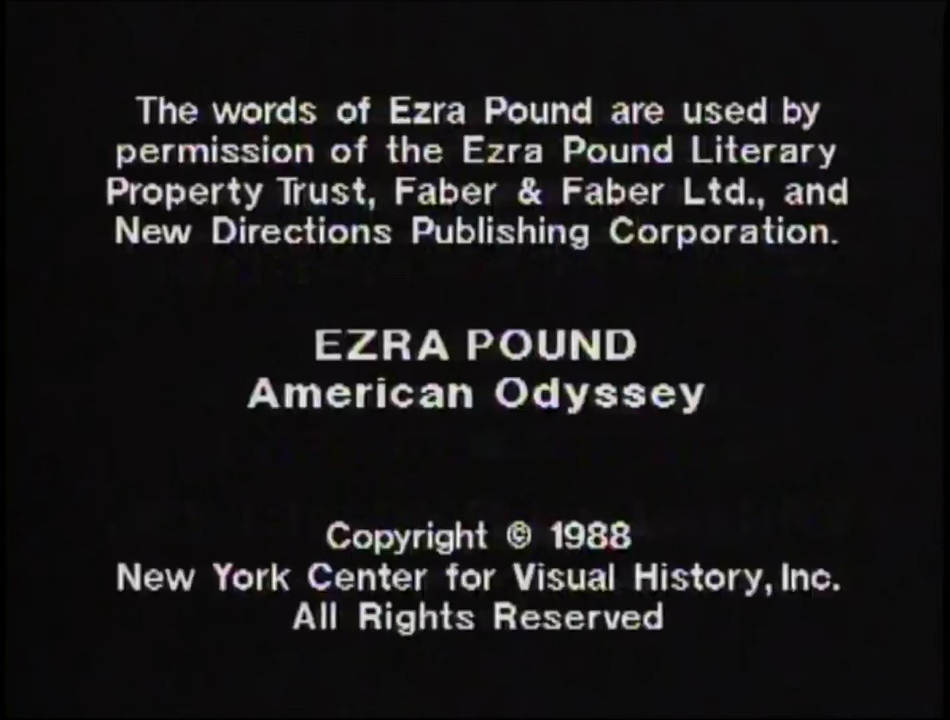 The words of Ezra Pound are used by
permission of the Ezra Pound Literary
Property Trust, Faber & Faber Ltd., and
New Directions Publishing Corporation.
EZRA POUND
American Odyssey
Copyright © 1988
New York Center for Visual History, Inc.
All Rights Reserved